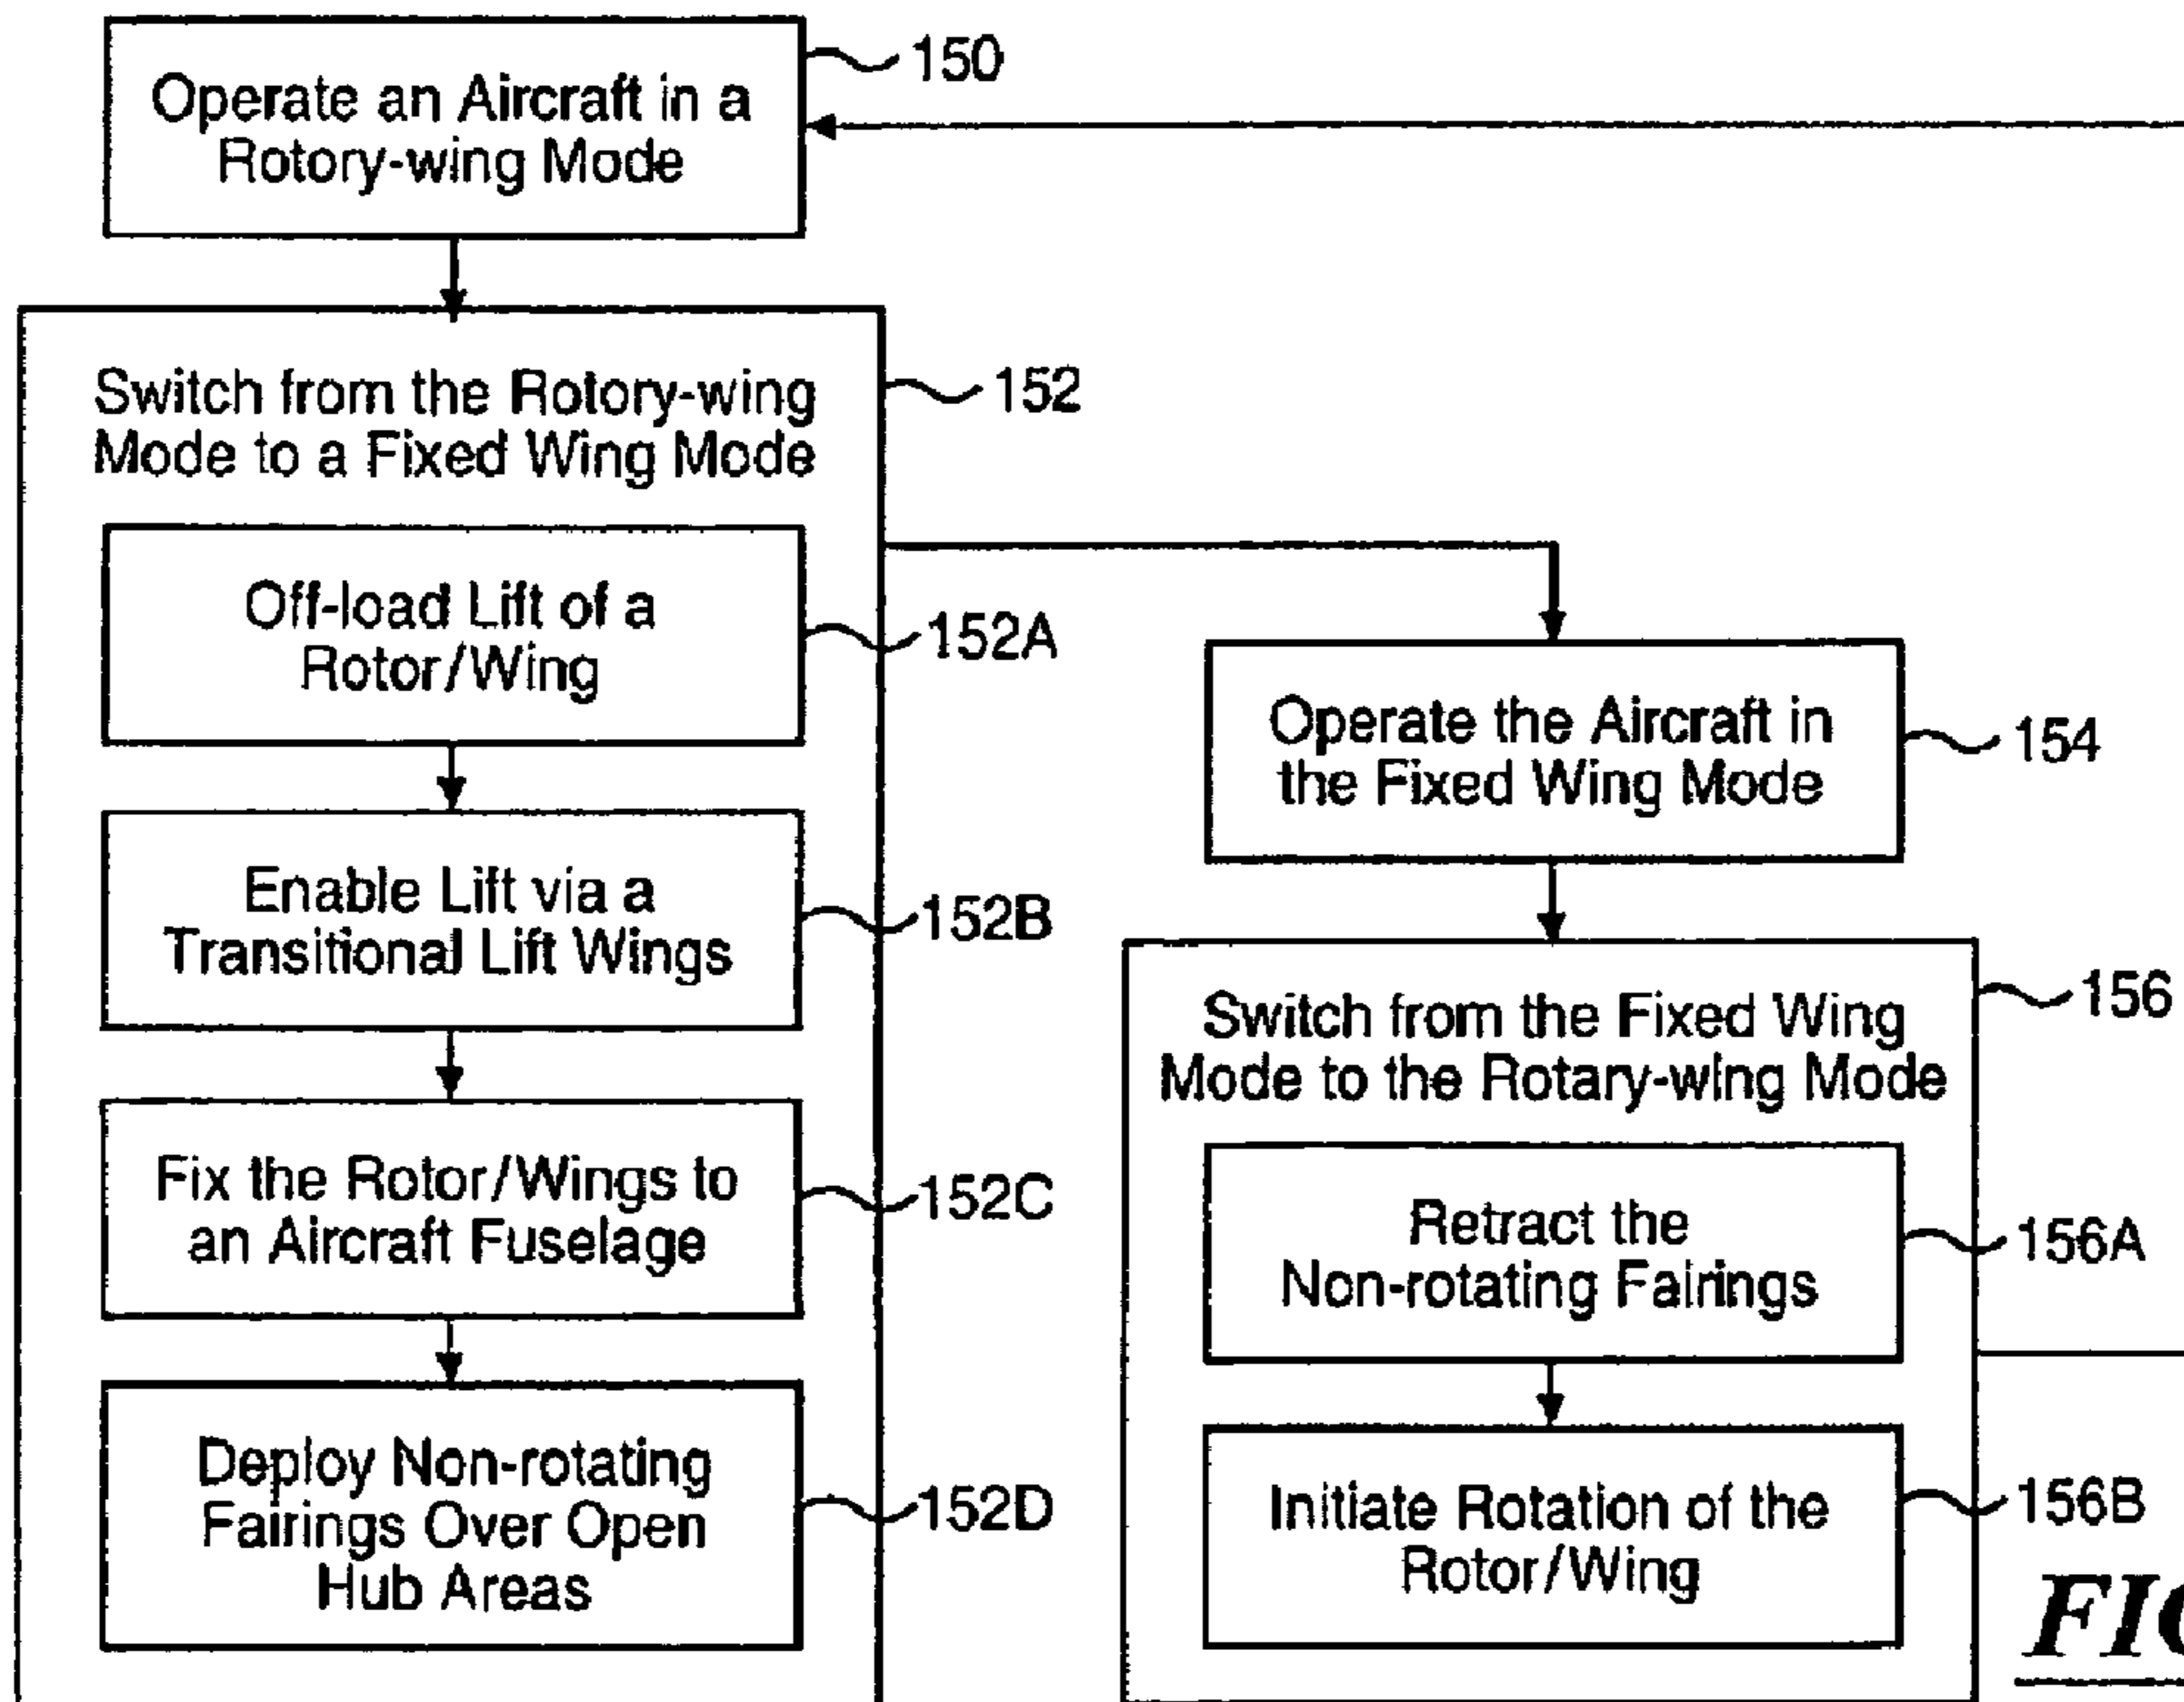 Operate an Aircraft in a
Rotory-wing Mode
150
Switch from the Rotory-wing
Mode to a Fixed Wing Mode
152
Off-load Lift of a
Rotor/Wing
152A
Enable Lift via a
Transitional Lift Wings
152B
Fix the Rotor/Wings to
an Aircraft Fuselage
152C
Deploy Non-rotating
Fairings Over Open
Hub Areas
152D
Operate the Aircraft in
the Fixed Wing Mode
154
Switch from the Fixed Wing
Mode to the Rotary-wing Mode
156
Retract the
Non-rotating Fairings
156A
Initiate Rotation of the
Rotor/Wing
156B